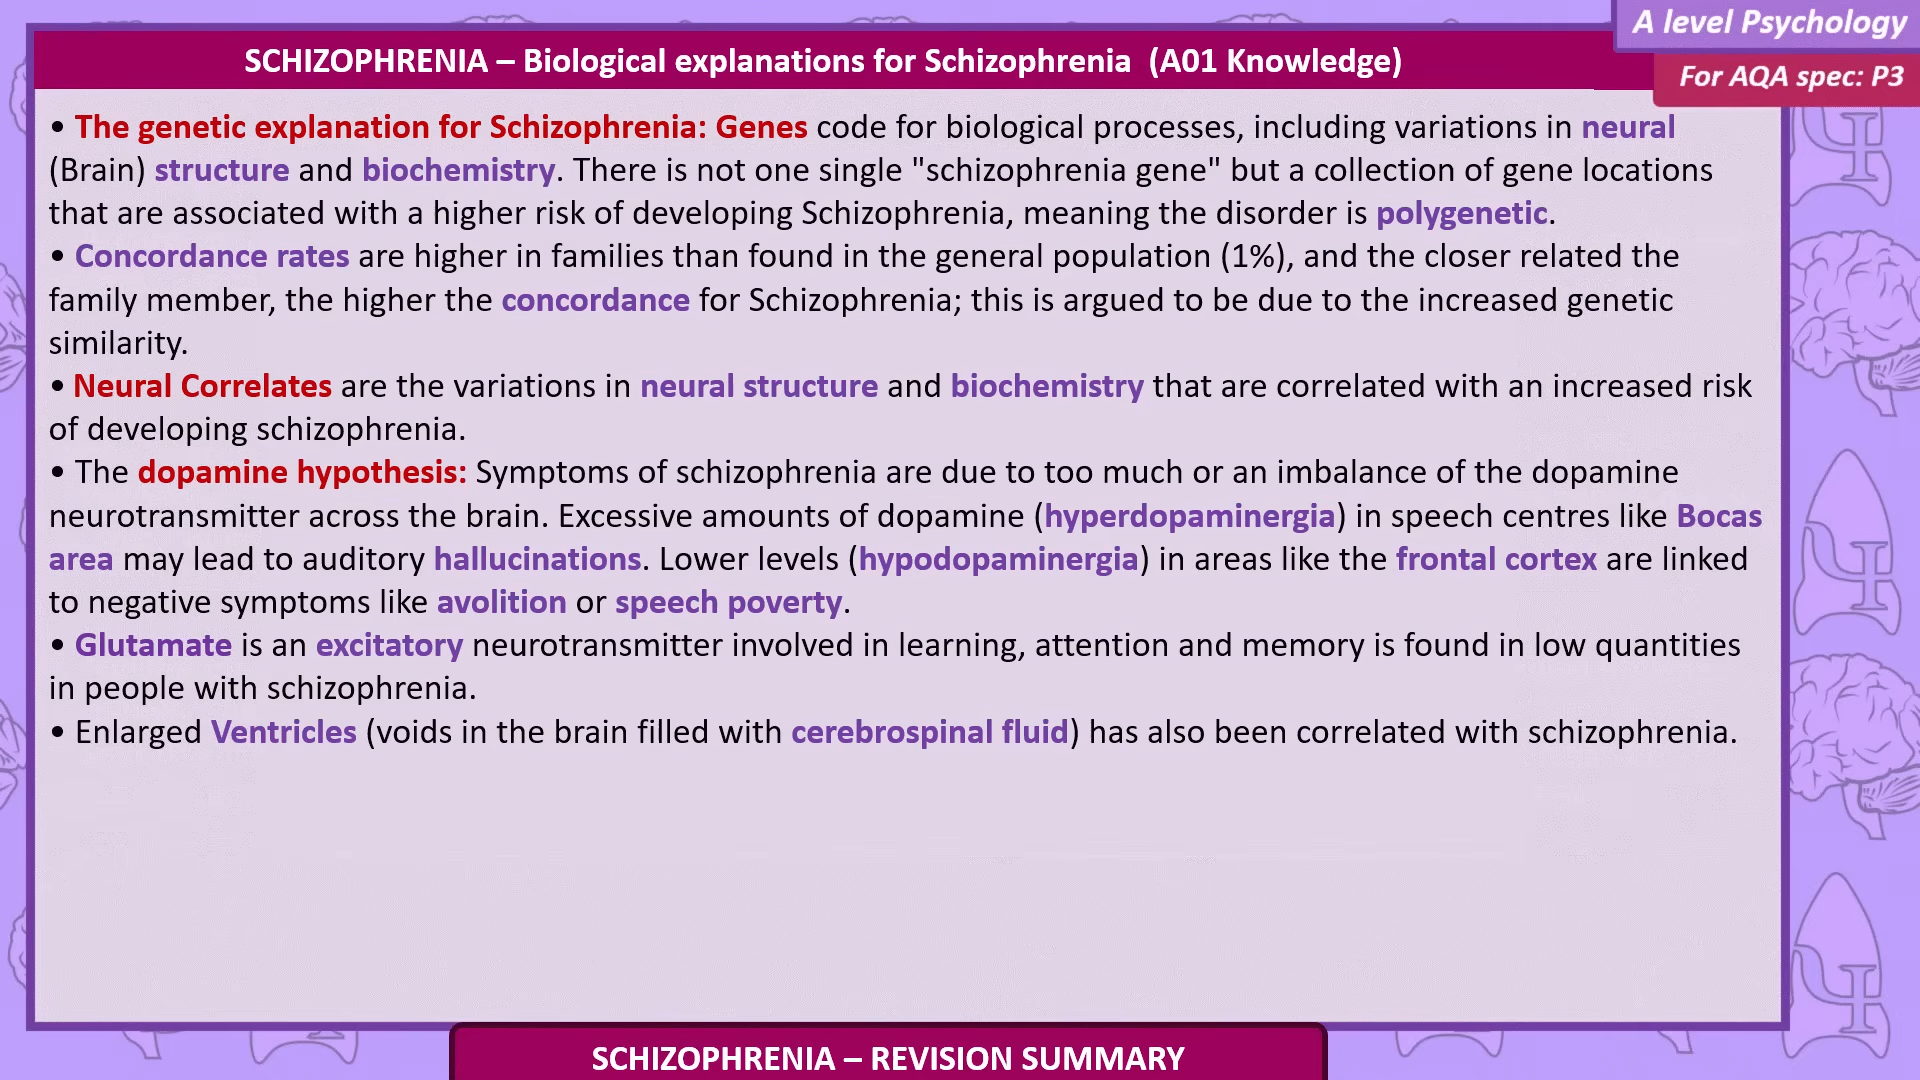 A level Psychology
SCHIZOPHRENIA – Biological explanations for Schizophrenia (A01 Knowledge)
For AQA spec: P3
• The genetic explanation for Schizophrenia: Genes code for biological processes, including variations in neural
(Brain) structure and biochemistry. There is not one single "schizophrenia gene" but a collection of gene locations
that are associated with a higher risk of developing Schizophrenia, meaning the disorder is polygenetic.
• Concordance rates are higher in families than found in the general population (1%), and the closer related the
family member, the higher the concordance for Schizophrenia; this is argued to be due to the increased genetic
similarity.
• Neural Correlates are the variations in neural structure and biochemistry that are correlated with an increased risk
of developing schizophrenia.
• The dopamine hypothesis: Symptoms of schizophrenia are due to too much or an imbalance of the dopamine
neurotransmitter across the brain. Excessive amounts of dopamine (hyperdopaminergia) in speech centres like Bocas
area may lead to auditory hallucinations. Lower levels (hypodopaminergia) in areas like the frontal cortex are linked
to negative symptoms like avolition or speech poverty.
• Glutamate is an excitatory neurotransmitter involved in learning, attention and memory is found in low quantities
in people with schizophrenia.
• Enlarged Ventricles (voids in the brain filled with cerebrospinal fluid) has also been correlated with schizophrenia.
SCHIZOPHRENIA – REVISION SUMMARY